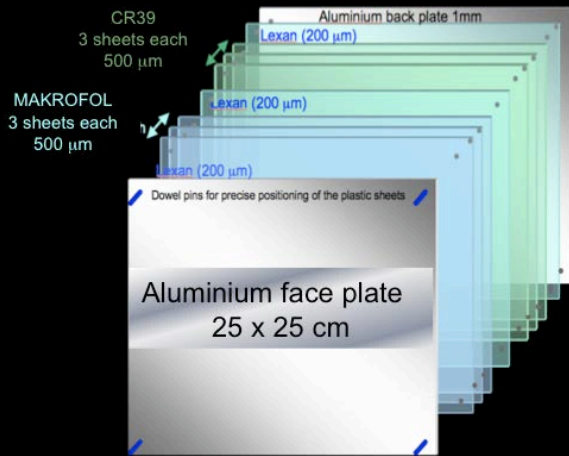 CR39
3 sheets each
500 µm
Aluminium back plate 1mm
Lexan (200 µm)
MAKROFOL
3 sheets each
500 µm
Lexan (200 µm)
Lexan (200 µm)
Dowel pins for precise positioning of the plastic sheets
Aluminium face plate
25 x 25 cm